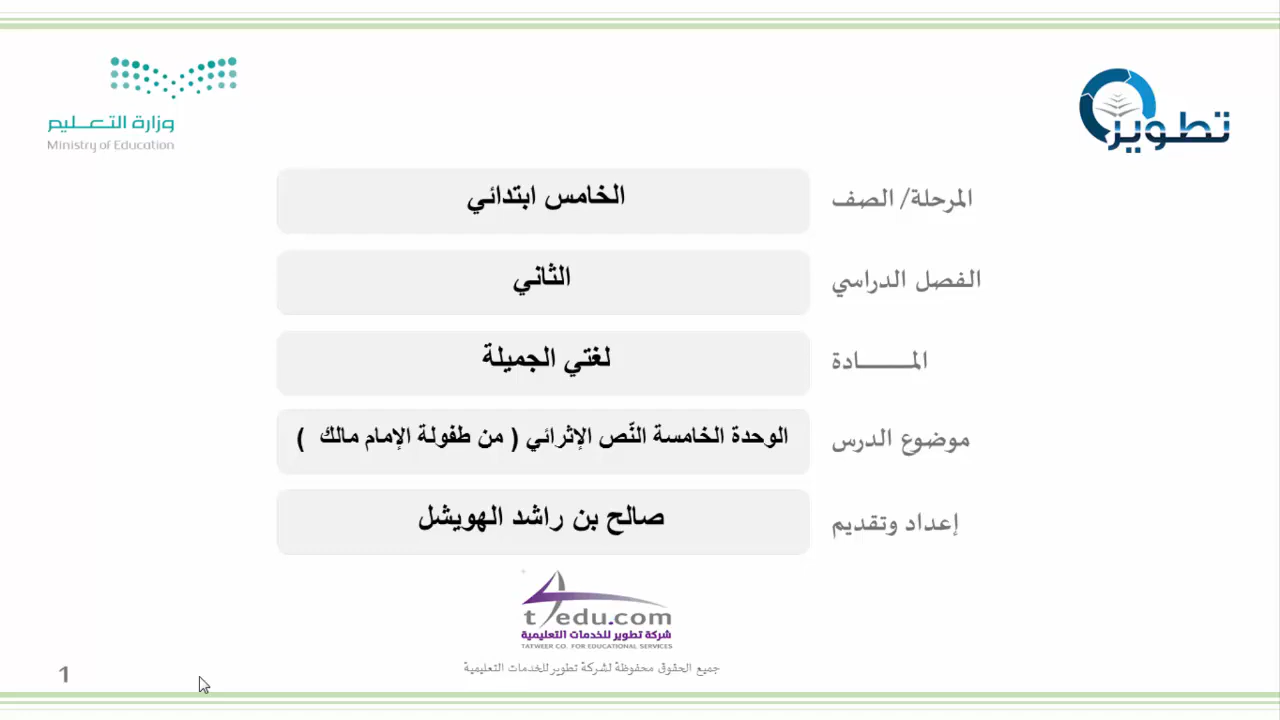 وزارة التعـــليم
Ministry of Education
تطوير
المرحلة/ الصف
الخامس ابتدائي
الفصل الدراسي
الثاني
المــــــــادة
لغتي الجميلة
موضوع الدرس
الوحدة الخامسة النّص الإثرائي ( من طفولة الإمام مالك )
إعداد وتقديم
صالح بن راشد الهويشل
t4edu.com
شركة تطوير للخدمات التعليمية
TATWEER CO. FOR EDUCATIONAL SERVICES
جميع الحقوق محفوظة لشركة تطوير للخدمات التعليمية
1